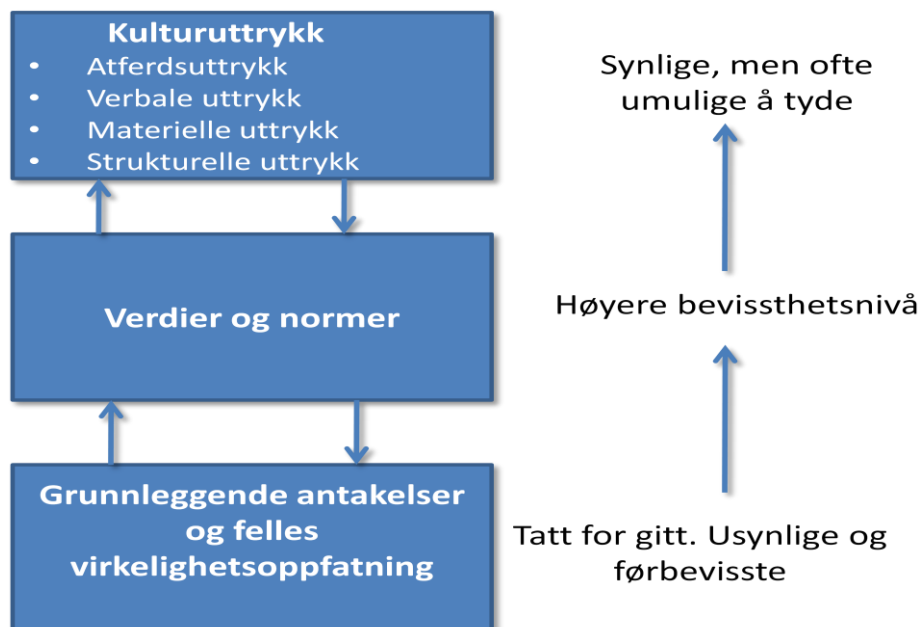 Kulturuttrykk
• Atferdsuttrykk
• Verbale uttrykk
• Materielle uttrykk
• Strukturelle uttrykk
Synlige, men ofte
umulige å tyde
Verdier og normer
Høyere bevissthetsnivå
Grunnleggende antakelser
og felles
virkelighetsoppfatning
Tatt for gitt. Usynlige og
førbevisste